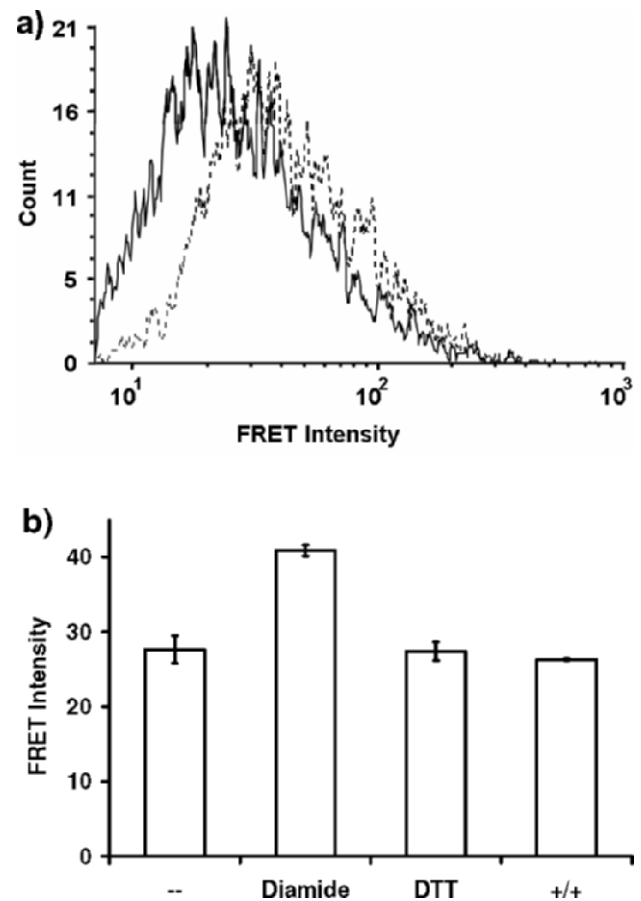 a)
21
16
11
5
0
Count
10¹ 10² 10³
FRET Intensity
b)
40
30
20
10
0
FRET Intensity
-- Diamide DTT +/+